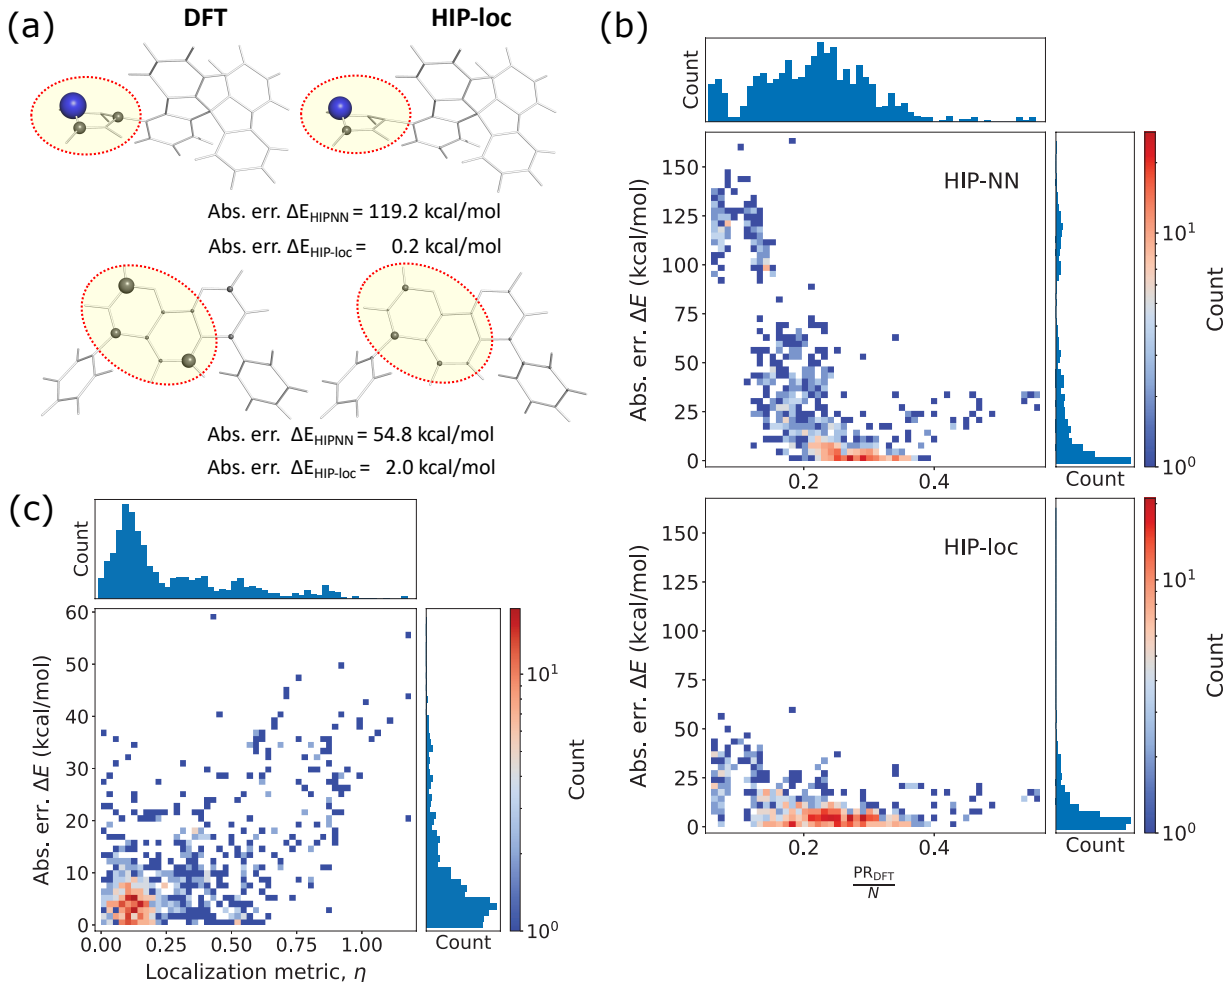 (a)
DFT
HIP-loc
Abs. err. ΔE_HIPNN = 119.2 kcal/mol
Abs. err. ΔE_HIP-loc = 0.2 kcal/mol
Abs. err. ΔE_HIPNN = 54.8 kcal/mol
Abs. err. ΔE_HIP-loc = 2.0 kcal/mol
(b)
Count
HIP-NN
Abs. err. ΔE (kcal/mol)
150
125
100
75
50
25
0
0.2
0.4
Count
10^1
10^0
Count
HIP-loc
Abs. err. ΔE (kcal/mol)
150
125
100
75
50
25
0
0.2
0.4
PR_DFT
N
Count
10^1
10^0
Count
(c)
Count
Abs. err. ΔE (kcal/mol)
60
50
40
30
20
10
0
0.00
0.25
0.50
0.75
1.00
Localization metric, η
Count
10^1
10^0
Count